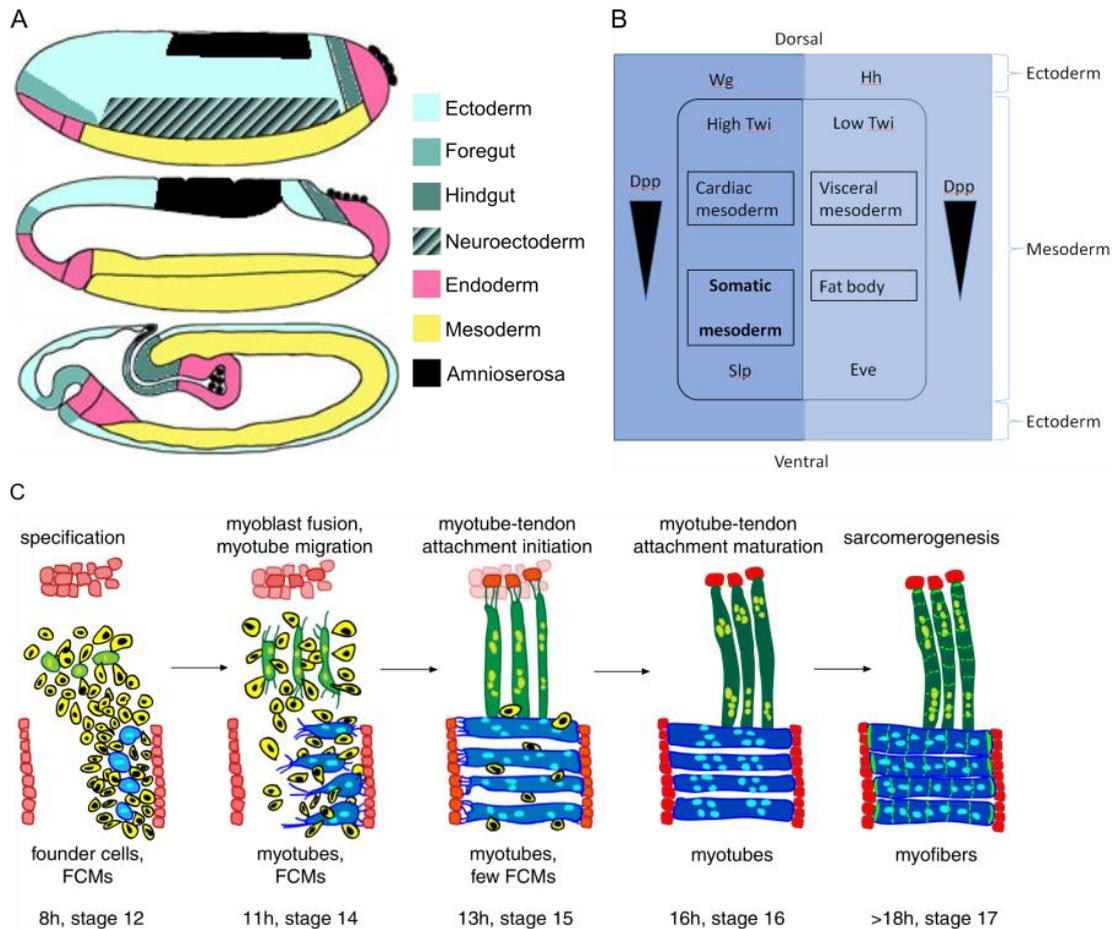 A
Ectoderm
Foregut
Hindgut
Neuroectoderm
Endoderm
Mesoderm
Amnioserosa
B
Dorsal
Wg
Hh
Ectoderm
High Twi
Low Twi
Dpp
Dpp
Cardiac
mesoderm
Visceral
mesoderm
Mesoderm
Somatic
mesoderm
Fat body
Slp
Eve
Ectoderm
Ventral
C
specification
myoblast fusion,
myotube migration
myotube-tendon
attachment initiation
myotube-tendon
attachment maturation
sarcomerogenesis
founder cells,
FCMs
myotubes,
FCMs
myotubes,
few FCMs
myotubes
myofibers
8h, stage 12
11h, stage 14
13h, stage 15
16h, stage 16
>18h, stage 17